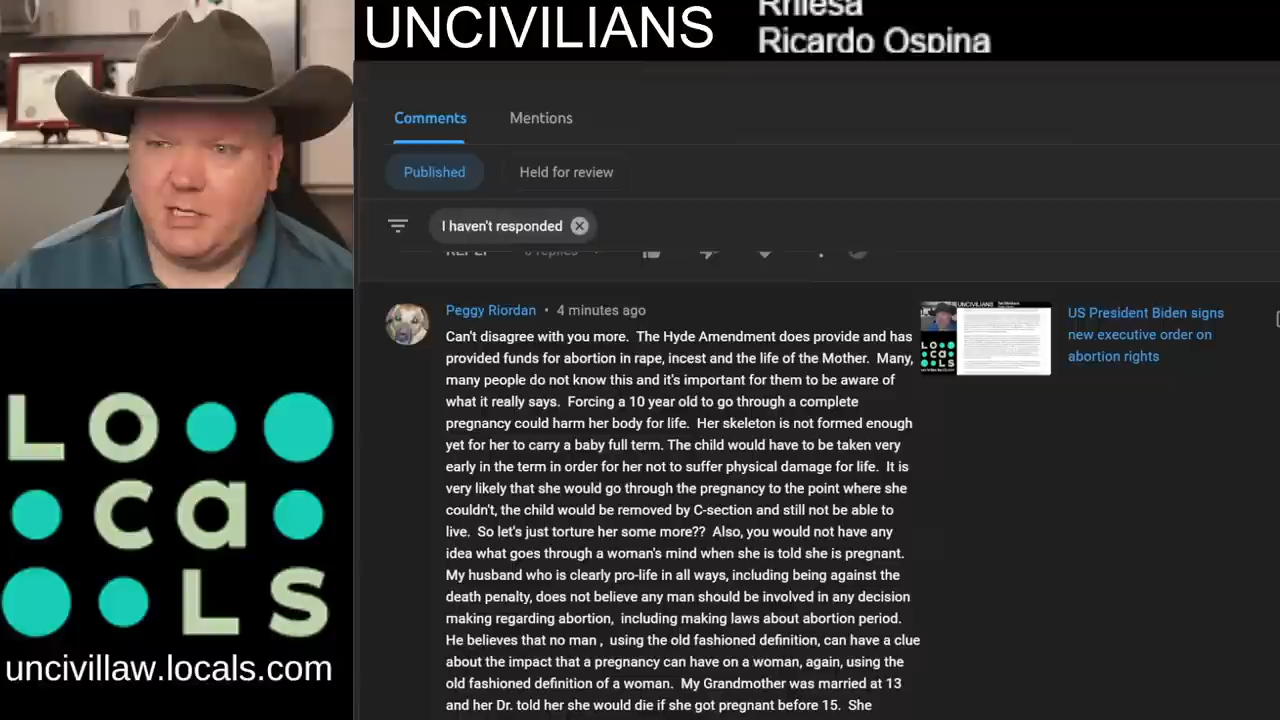 UNCIVILIANS
Rhiesa
Ricardo Ospina
Comments
Mentions
Published
Held for review
I haven't responded
REPLY
Peggy Riordan • 4 minutes ago
Can't disagree with you more. The Hyde Amendment does provide and has
provided funds for abortion in rape, incest and the life of the Mother. Many,
many people do not know this and it's important for them to be aware of
what it really says. Forcing a 10 year old to go through a complete
pregnancy could harm her body for life. Her skeleton is not formed enough
yet for her to carry a baby full term. The child would have to be taken very
early in the term in order for her not to suffer physical damage for life. It is
very likely that she would go through the pregnancy to the point where she
couldn't, the child would be removed by C-section and still not be able to
live. So let's just torture her some more?? Also, you would not have any
idea what goes through a woman's mind when she is told she is pregnant.
My husband who is clearly pro-life in all ways, including being against the
death penalty, does not believe any man should be involved in any decision
making regarding abortion, including making laws about abortion period.
He believes that no man , using the old fashioned definition, can have a clue
about the impact that a pregnancy can have on a woman, again, using the
old fashioned definition of a woman. My Grandmother was married at 13
and her Dr. told her she would die if she got pregnant before 15. She
US President Biden signs
new executive order on
abortion rights
LOCALS
uncivillaw.locals.com